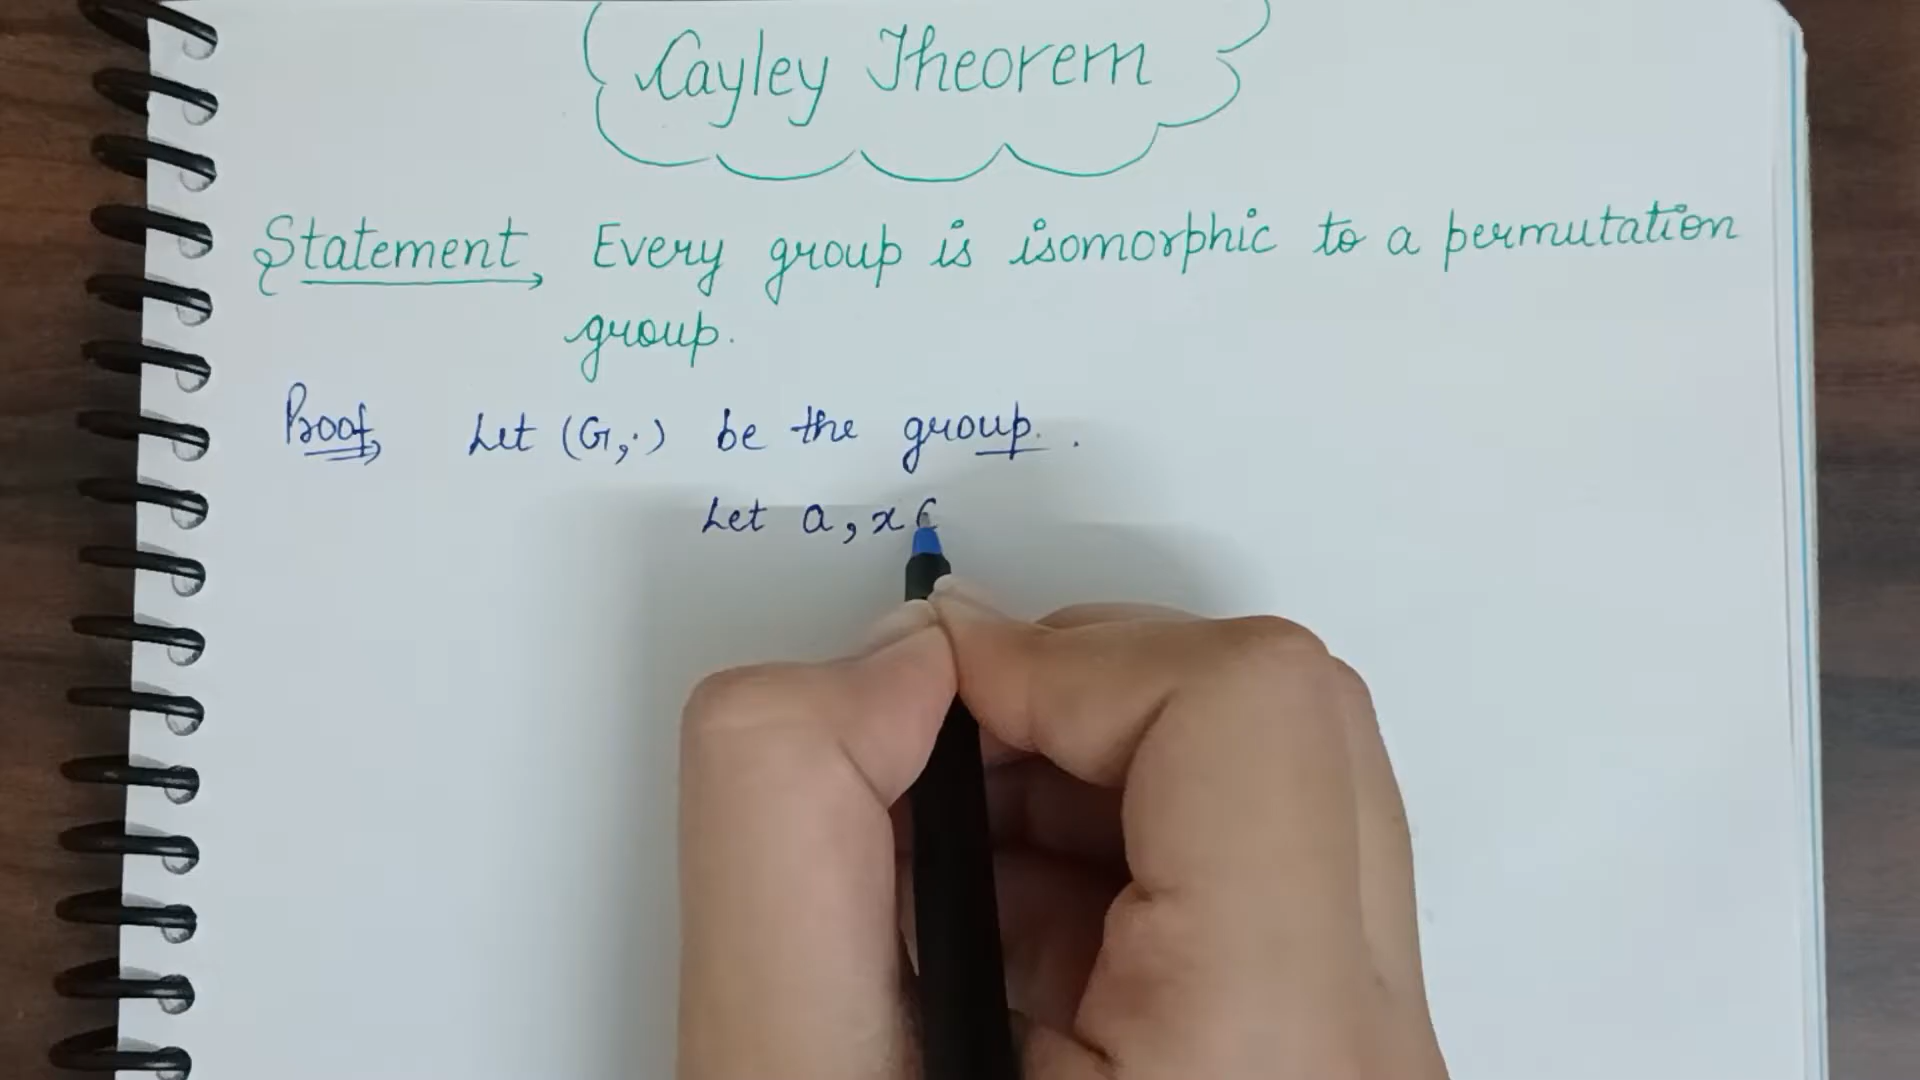 Cayley Theorem
Statement Every group is isomorphic to a permutation
group.
Proof Let (G, ·) be the group.
Let a, x ∈